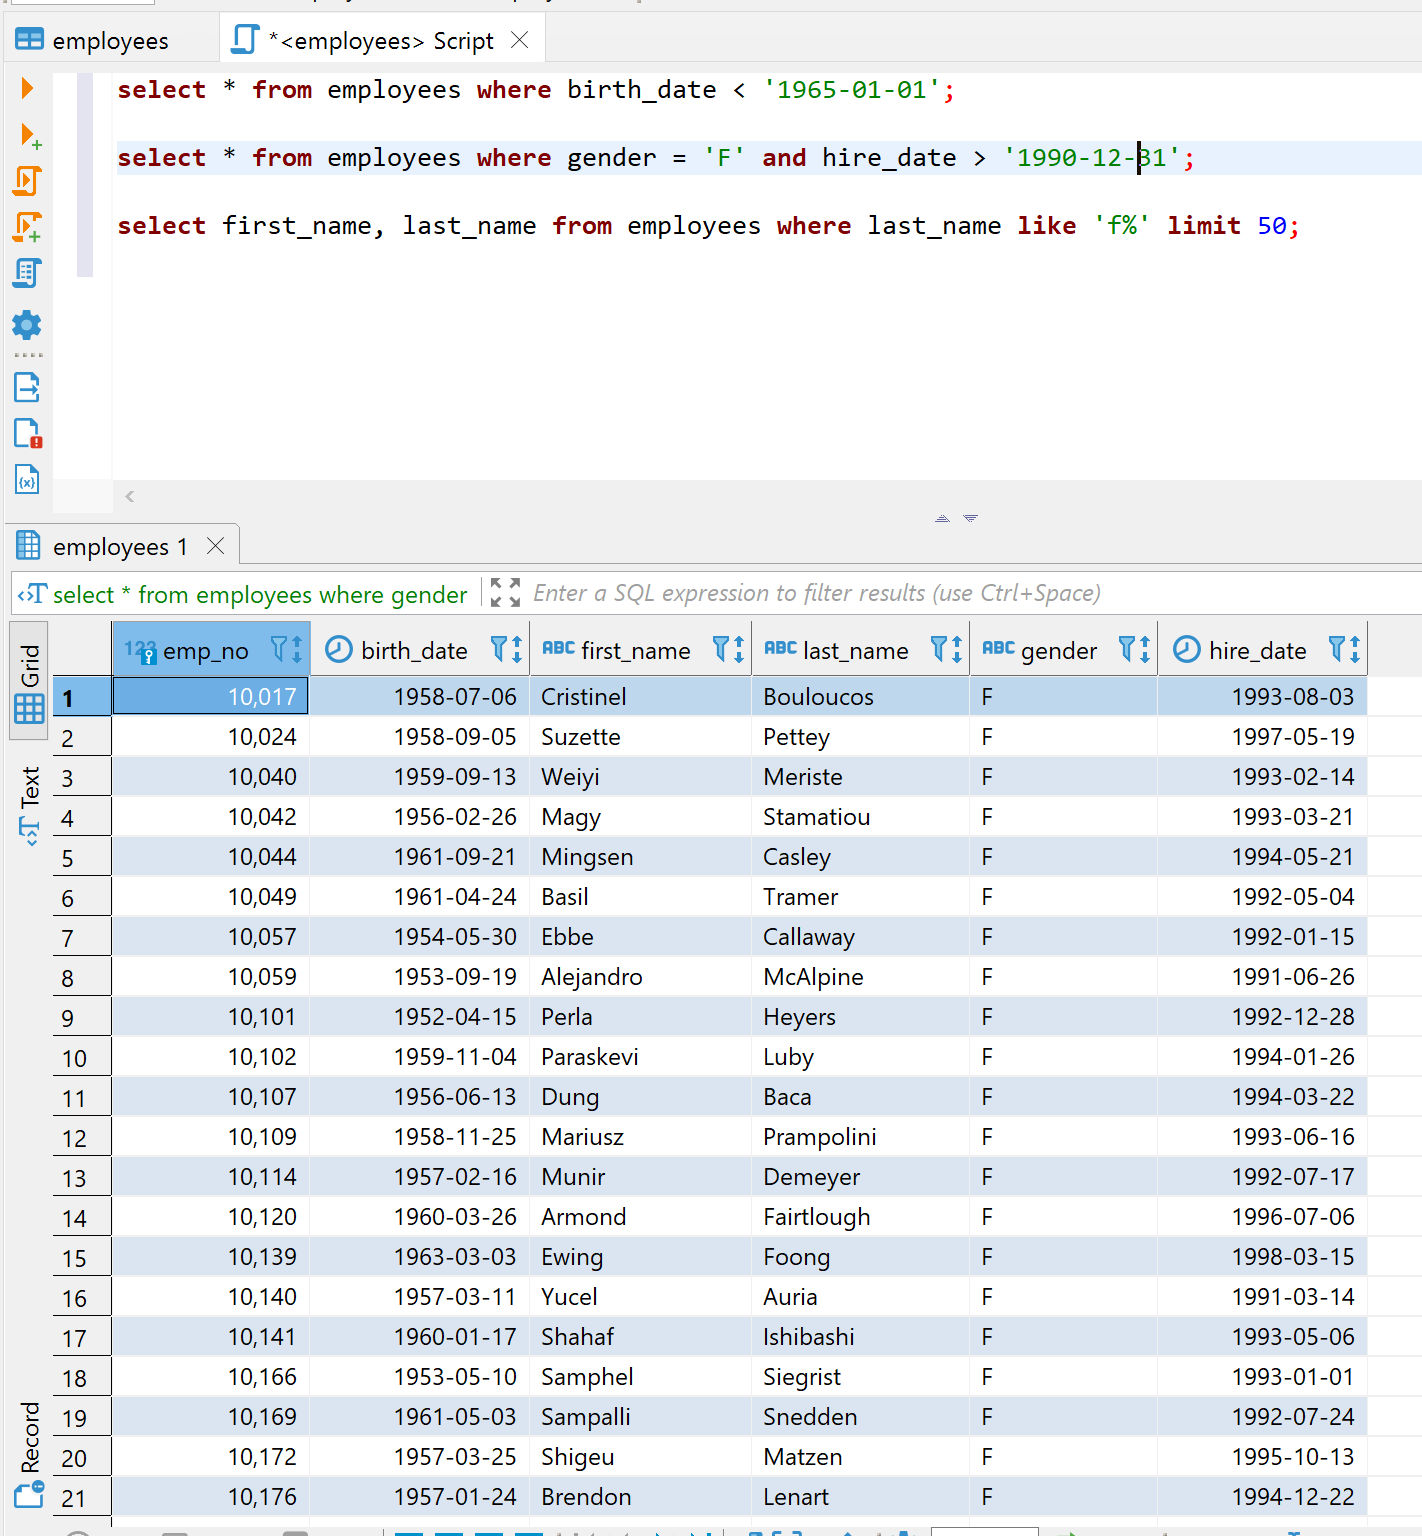 employees *<employees> Script
select * from employees where birth_date < '1965-01-01';
select * from employees where gender = 'F' and hire_date > '1990-12-31';
select first_name, last_name from employees where last_name like 'f%' limit 50;
employees 1
select * from employees where gender Enter a SQL expression to filter results (use Ctrl+Space)
Grid
Text
Record
123 emp_no birth_date ABC first_name ABC last_name ABC gender hire_date
1 10,017 1958-07-06 Cristinel Bouloucos F 1993-08-03
2 10,024 1958-09-05 Suzette Pettey F 1997-05-19
3 10,040 1959-09-13 Weiyi Meriste F 1993-02-14
4 10,042 1956-02-26 Magy Stamatiou F 1993-03-21
5 10,044 1961-09-21 Mingsen Casley F 1994-05-21
6 10,049 1961-04-24 Basil Tramer F 1992-05-04
7 10,057 1954-05-30 Ebbe Callaway F 1992-01-15
8 10,059 1953-09-19 Alejandro McAlpine F 1991-06-26
9 10,101 1952-04-15 Perla Heyers F 1992-12-28
10 10,102 1959-11-04 Paraskevi Luby F 1994-01-26
11 10,107 1956-06-13 Dung Baca F 1994-03-22
12 10,109 1958-11-25 Mariusz Prampolini F 1993-06-16
13 10,114 1957-02-16 Munir Demeyer F 1992-07-17
14 10,120 1960-03-26 Armond Fairtlough F 1996-07-06
15 10,139 1963-03-03 Ewing Foong F 1998-03-15
16 10,140 1957-03-11 Yucel Auria F 1991-03-14
17 10,141 1960-01-17 Shahaf Ishibashi F 1993-05-06
18 10,166 1953-05-10 Samphel Siegrist F 1993-01-01
19 10,169 1961-05-03 Sampalli Snedden F 1992-07-24
20 10,172 1957-03-25 Shigeu Matzen F 1995-10-13
21 10,176 1957-01-24 Brendon Lenart F 1994-12-22